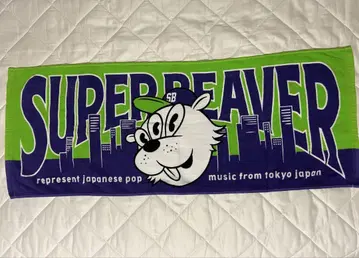 SUPER BEAVER
SB
represent japanese pop music from tokyo japan